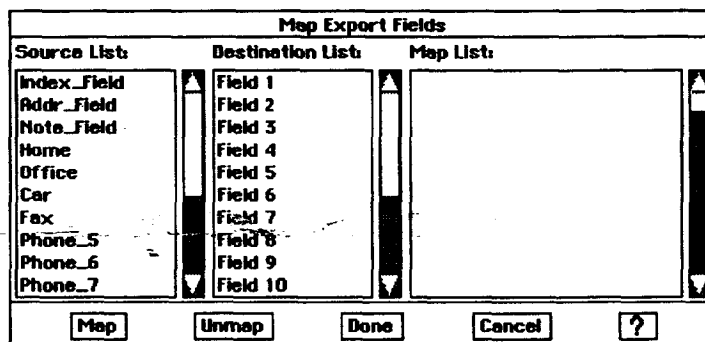 Map Export Fields
Source List:
Destination List:
Map List:
Index_Field
Addr_Field
Note_Field
Home
Office
Car
Fax
Phone_5
Phone_6
Phone_7
Field 1
Field 2
Field 3
Field 4
Field 5
Field 6
Field 7
Field 8
Field 9
Field 10
Map
Unmap
Done
Cancel
?